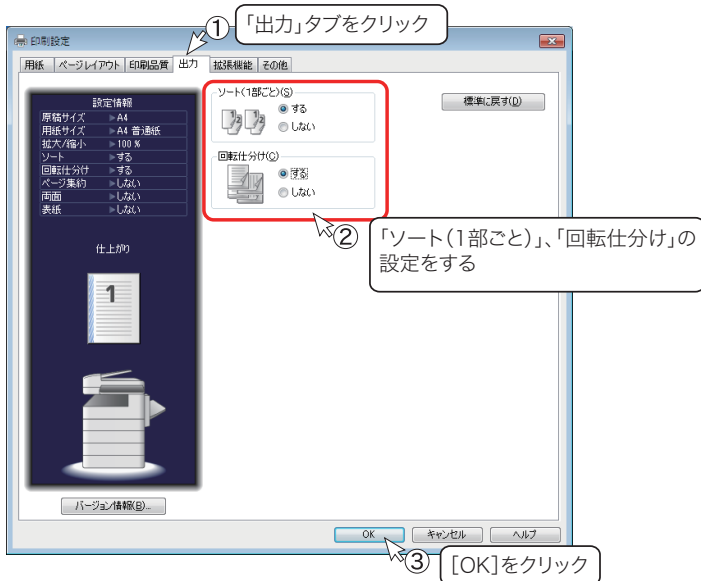 ① 「出力」タブをクリック
印刷設定
用紙 ページレイアウト 印刷品質 出力 拡張機能 その他
設定情報
原稿サイズ ▶A4
用紙サイズ ▶A4 普通紙
拡大/縮小 ▶100 %
ソート ▶する
回転仕分け ▶する
ページ集約 ▶しない
両面 ▶しない
表紙 ▶しない
仕上がり
1
バージョン情報(B)...
ソート(1部ごと)(S)
1 2 1 2
する
しない
回転仕分け(C)
する
しない
標準に戻す(D)
② 「ソート(1部ごと)」、「回転仕分け」の
設定をする
OK キャンセル ヘルプ
③ [OK]をクリック